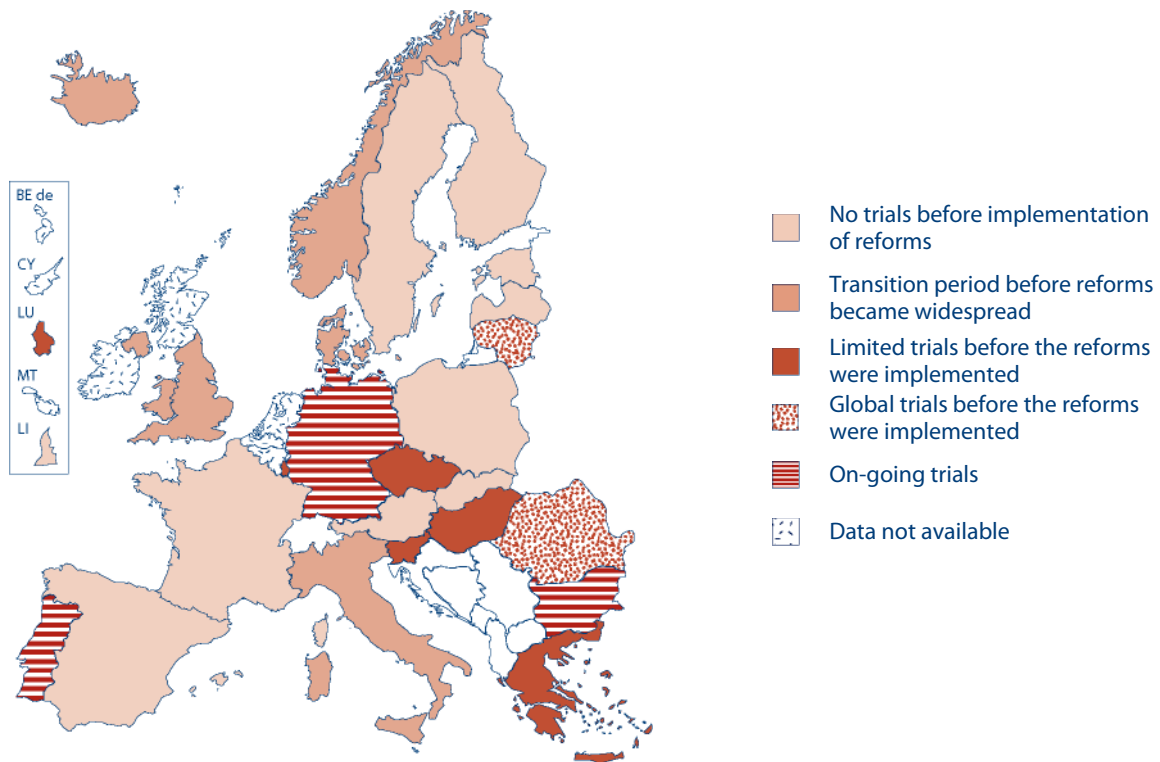 BE de
CY
LU
MT
LI
No trials before implementation
of reforms
Transition period before reforms
became widespread
Limited trials before the reforms
were implemented
Global trials before the reforms
were implemented
On-going trials
Data not available